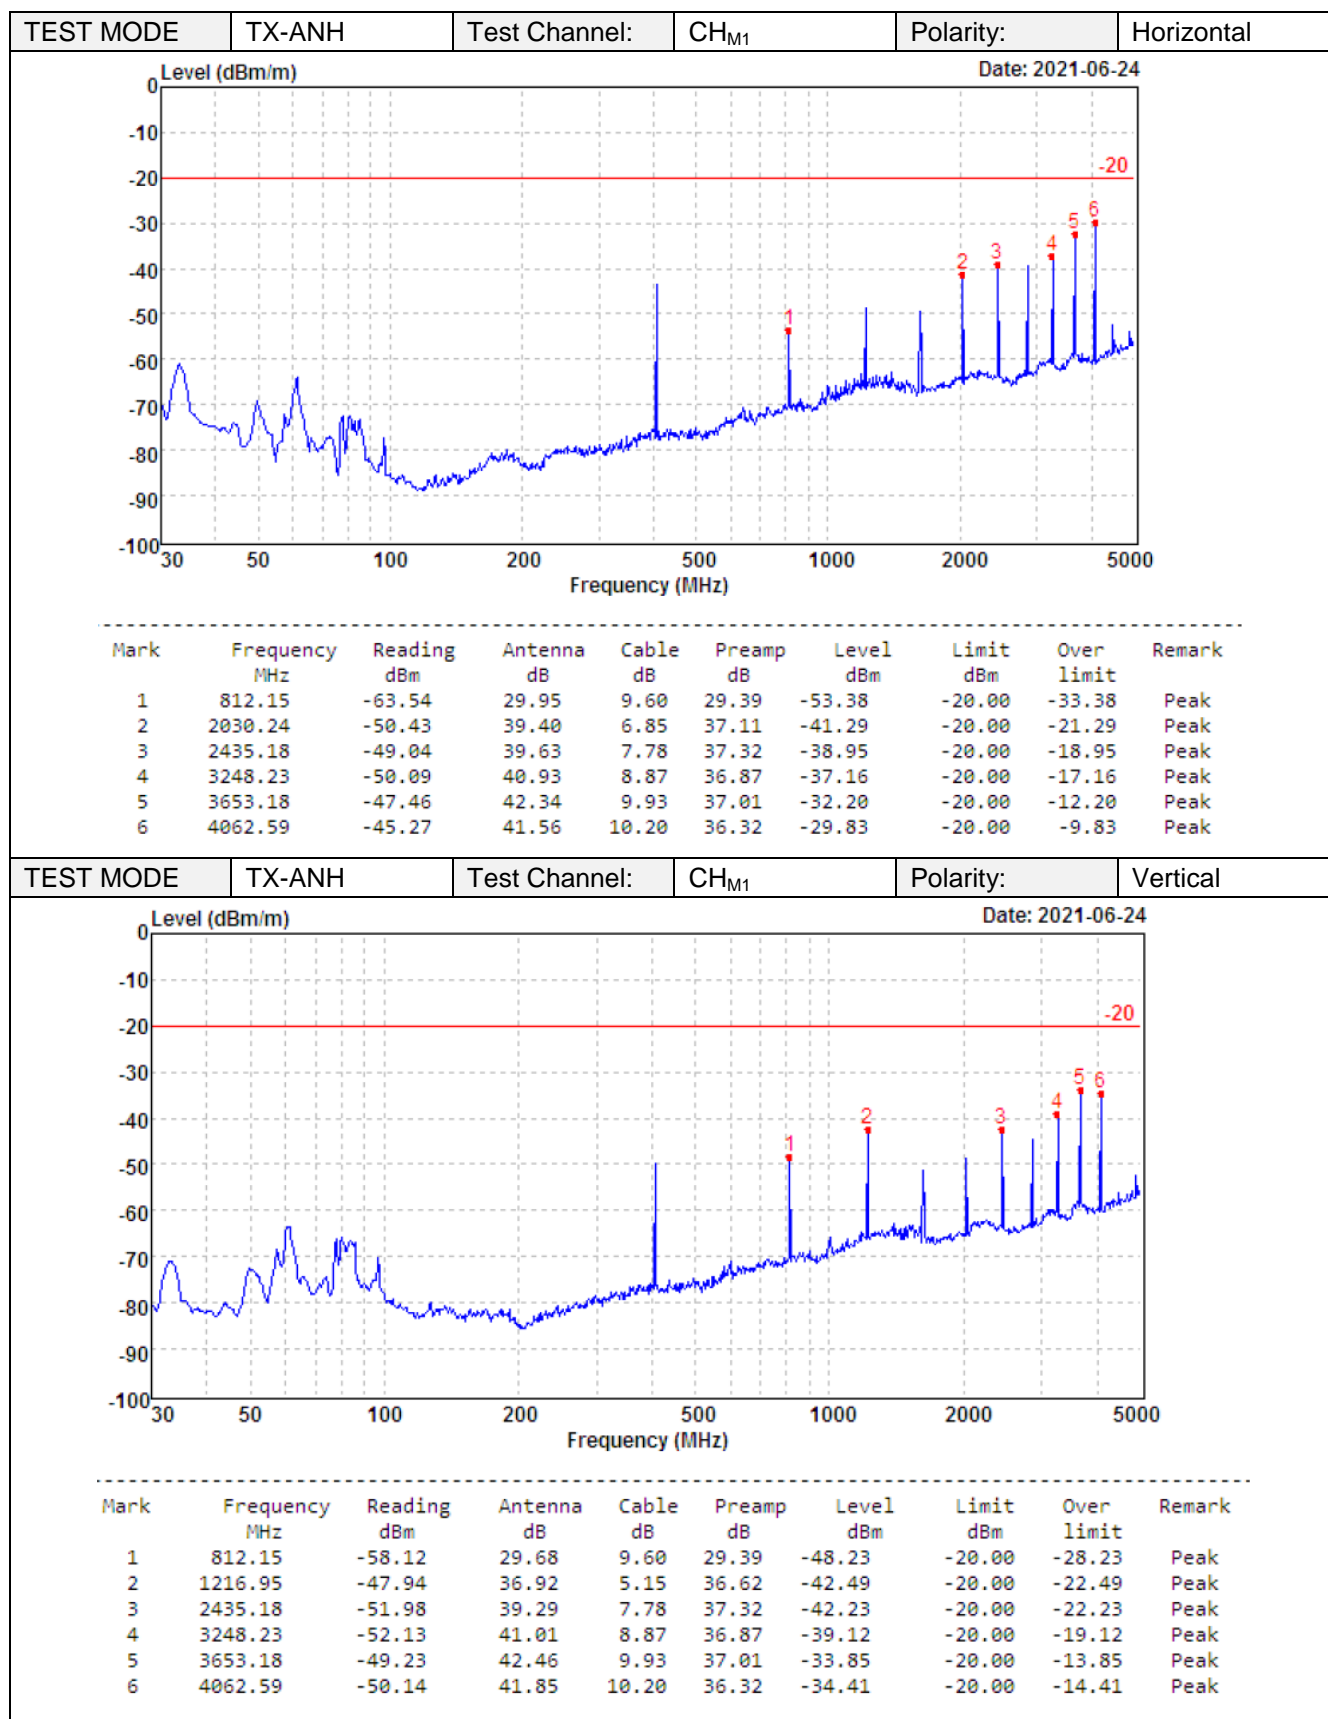 TEST MODE TX-ANH Test Channel: CHM1 Polarity: Horizontal
Level (dBm/m) Date: 2021-06-24
0
-10
-20
-20
-30
6
5
4
3
2
-40
-50
1
-60
-70
-80
-90
-100
30 50 100 200 500 1000 2000 5000
Frequency (MHz)
Mark Frequency Reading Antenna Cable Preamp Level Limit Over Remark
MHz dBm dB dB dB dBm dBm limit
1 812.15 -63.54 29.95 9.60 29.39 -53.38 -20.00 -33.38 Peak
2 2030.24 -50.43 39.40 6.85 37.11 -41.29 -20.00 -21.29 Peak
3 2435.18 -49.04 39.63 7.78 37.32 -38.95 -20.00 -18.95 Peak
4 3248.23 -50.09 40.93 8.87 36.87 -37.16 -20.00 -17.16 Peak
5 3653.18 -47.46 42.34 9.93 37.01 -32.20 -20.00 -12.20 Peak
6 4062.59 -45.27 41.56 10.20 36.32 -29.83 -20.00 -9.83 Peak
TEST MODE TX-ANH Test Channel: CHM1 Polarity: Vertical
Level (dBm/m) Date: 2021-06-24
0
-10
-20
-20
-30
5 6
4
-40
2 3
1
-50
-60
-70
-80
-90
-100
30 50 100 200 500 1000 2000 5000
Frequency (MHz)
Mark Frequency Reading Antenna Cable Preamp Level Limit Over Remark
MHz dBm dB dB dB dBm dBm limit
1 812.15 -58.12 29.68 9.60 29.39 -48.23 -20.00 -28.23 Peak
2 1216.95 -47.94 36.92 5.15 36.62 -42.49 -20.00 -22.49 Peak
3 2435.18 -51.98 39.29 7.78 37.32 -42.23 -20.00 -22.23 Peak
4 3248.23 -52.13 41.01 8.87 36.87 -39.12 -20.00 -19.12 Peak
5 3653.18 -49.23 42.46 9.93 37.01 -33.85 -20.00 -13.85 Peak
6 4062.59 -50.14 41.85 10.20 36.32 -34.41 -20.00 -14.41 Peak